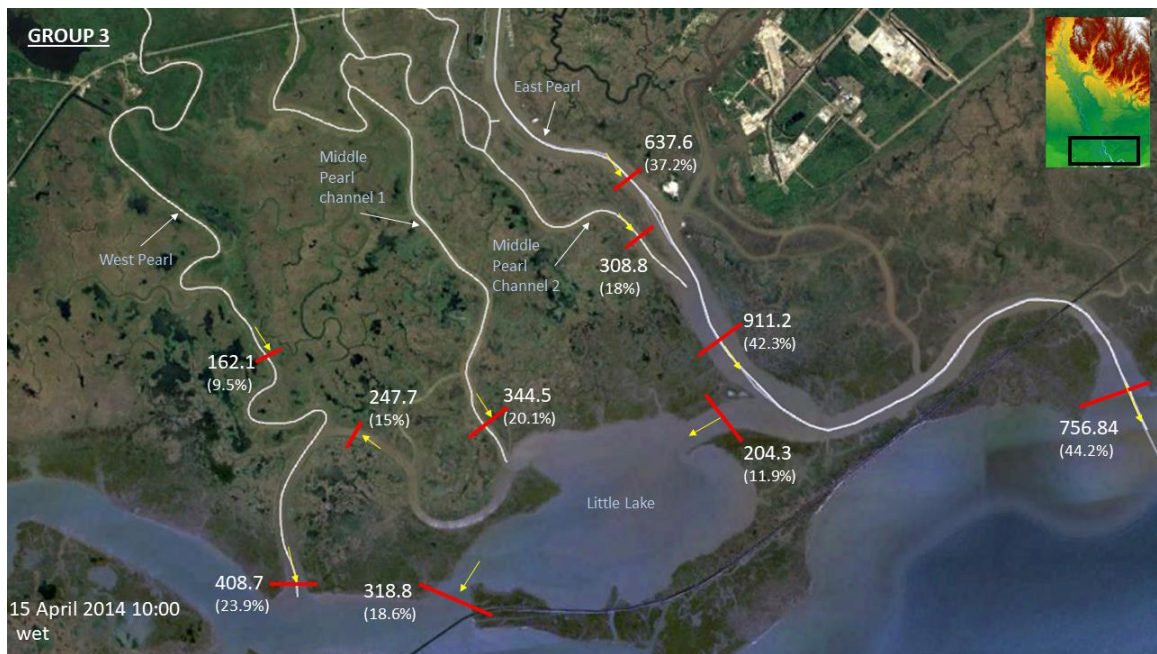 GROUP 3
East Pearl
637.6
(37.2%)
Middle
Pearl
channel 1
West Pearl
Middle
Pearl
Channel 2
308.8
(18%)
911.2
(42.3%)
162.1
(9.5%)
247.7
(15%)
344.5
(20.1%)
756.84
(44.2%)
204.3
(11.9%)
Little Lake
408.7
(23.9%)
318.8
(18.6%)
15 April 2014 10:00
wet